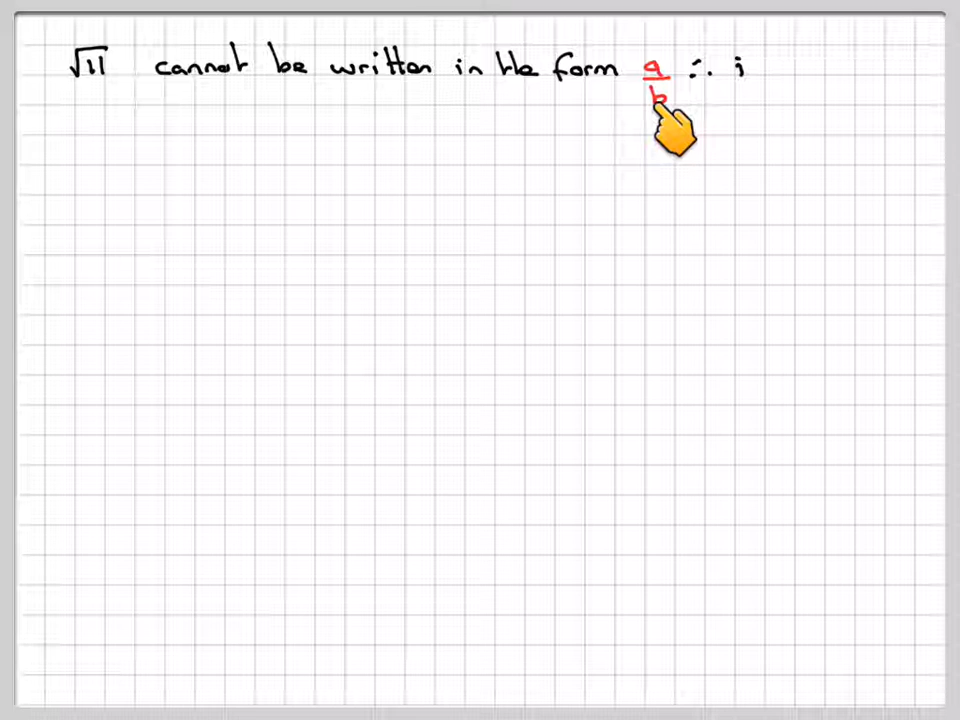 √11 cannot be written in the form a/b ∴ i